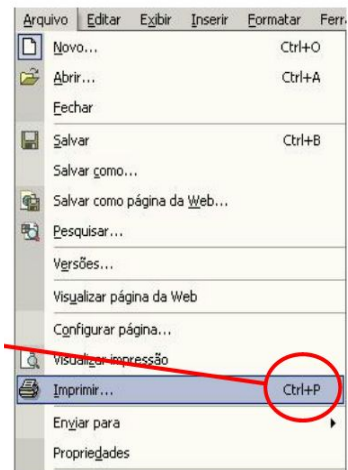 Arquivo Editar Exibir Inserir Formatar Ferr
Novo... Ctrl+O
Abrir... Ctrl+A
Fechar
Salvar Ctrl+B
Salvar como...
Salvar como página da Web...
Pesquisar...
Versões...
Visualizar página da Web
Configurar página...
Visualizar impressão
Imprimir... Ctrl+P
Enviar para
Propriedades